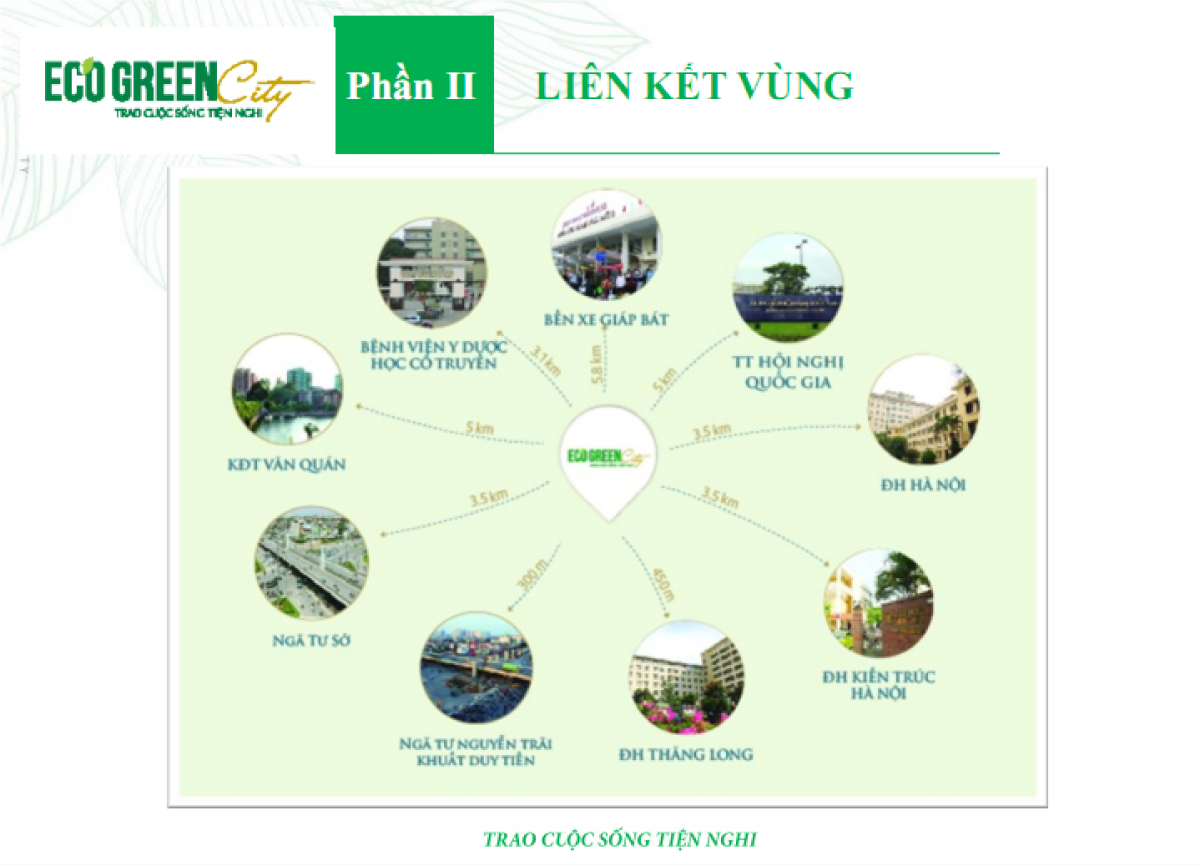 ECO GREEN City
TRAO CUỘC SỐNG TIỆN NGHI
Phần II
LIÊN KẾT VÙNG
TY
BẾN XE GIÁP BÁT
BỆNH VIỆN Y DƯỢC
HỌC CỔ TRUYỀN
TT HỘI NGHỊ
QUỐC GIA
3.1 km
5.8 km
5 km
KĐT VĂN QUÁN
5 km
3.5 km
ĐH HÀ NỘI
ECO GREEN City
3.5 km
3.5 km
NGÃ TƯ SỞ
300 m
450 m
ĐH KIẾN TRÚC
HÀ NỘI
NGÃ TƯ NGUYỄN TRÃI
KHUẤT DUY TIẾN
ĐH THĂNG LONG
TRAO CUỘC SỐNG TIỆN NGHI